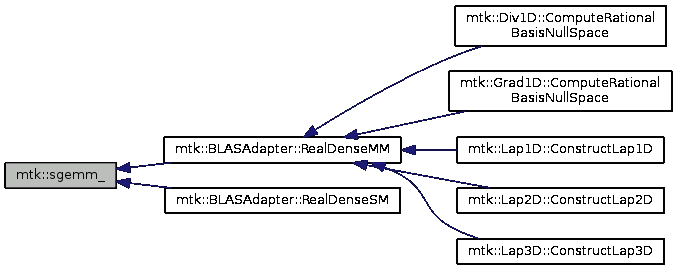 mtk::Div1D::ComputeRational
BasisNullSpace
mtk::Grad1D::ComputeRational
BasisNullSpace
mtk::BLASAdapter::RealDenseMM
mtk::Lap1D::ConstructLap1D
mtk::sgemm_
mtk::BLASAdapter::RealDenseSM
mtk::Lap2D::ConstructLap2D
mtk::Lap3D::ConstructLap3D